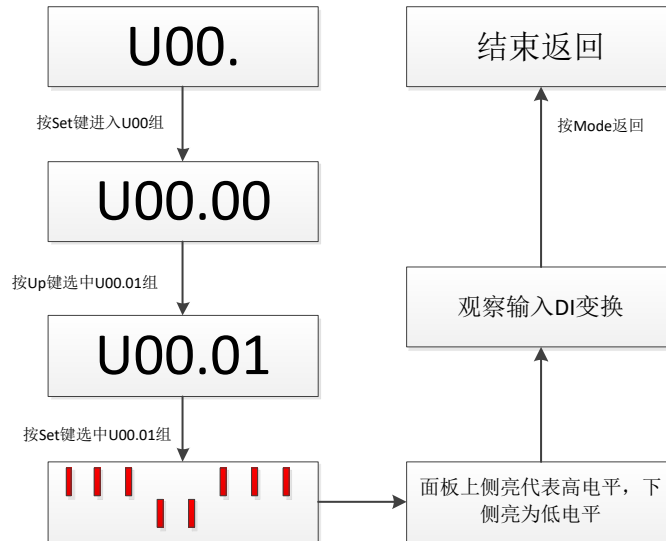 U00.
按Set键进入U00组
U00.00
按Up键选中U00.01组
U00.01
按Set键选中U00.01组
面板上侧亮代表高电平，下
侧亮为低电平
观察输入DI变换
按Mode返回
结束返回